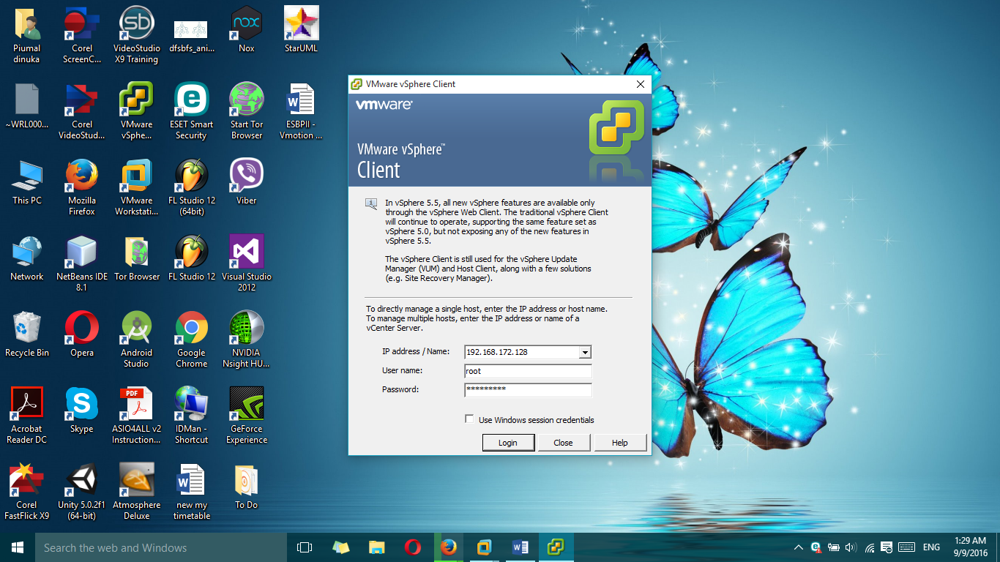 Piumal
dinuka
Corel
ScreenC...
VideoStudio
X9 Training
dfsbfs_ani...
Nox
StarUML
~WRL000...
Corel
VideoStud...
VMware
vSphe...
ESET Smart
Security
Start Tor
Browser
ESBPII -
Vmotion ...
This PC
Mozilla
Firefox
VMware
Workstati...
FL Studio 12
(64bit)
Viber
Network
NetBeans IDE
8.1
Tor Browser
FL Studio 12
Visual Studio
2012
Recycle Bin
Opera
Android
Studio
Google
Chrome
NVIDIA
Nsight HU...
Acrobat
Reader DC
Skype
ASIO4ALL v2
Instruction...
IDMan -
Shortcut
GeForce
Experience
Corel
FastFlick X9
Unity 5.0.2f1
(64-bit)
Atmosphere
Deluxe
new my
timetable
To Do
VMware vSphere Client
vmware®
VMware vSphere™
Client
In vSphere 5.5, all new vSphere features are available only
through the vSphere Web Client. The traditional vSphere Client
will continue to operate, supporting the same feature set as
vSphere 5.0, but not exposing any of the new features in
vSphere 5.5.
The vSphere Client is still used for the vSphere Update
Manager (VUM) and Host Client, along with a few solutions
(e.g. Site Recovery Manager).
To directly manage a single host, enter the IP address or host name.
To manage multiple hosts, enter the IP address or name of a
vCenter Server.
IP address / Name: 192.168.172.128
User name: root
Password: *********
Use Windows session credentials
Login Close Help
Search the web and Windows
ENG
1:29 AM
9/9/2016